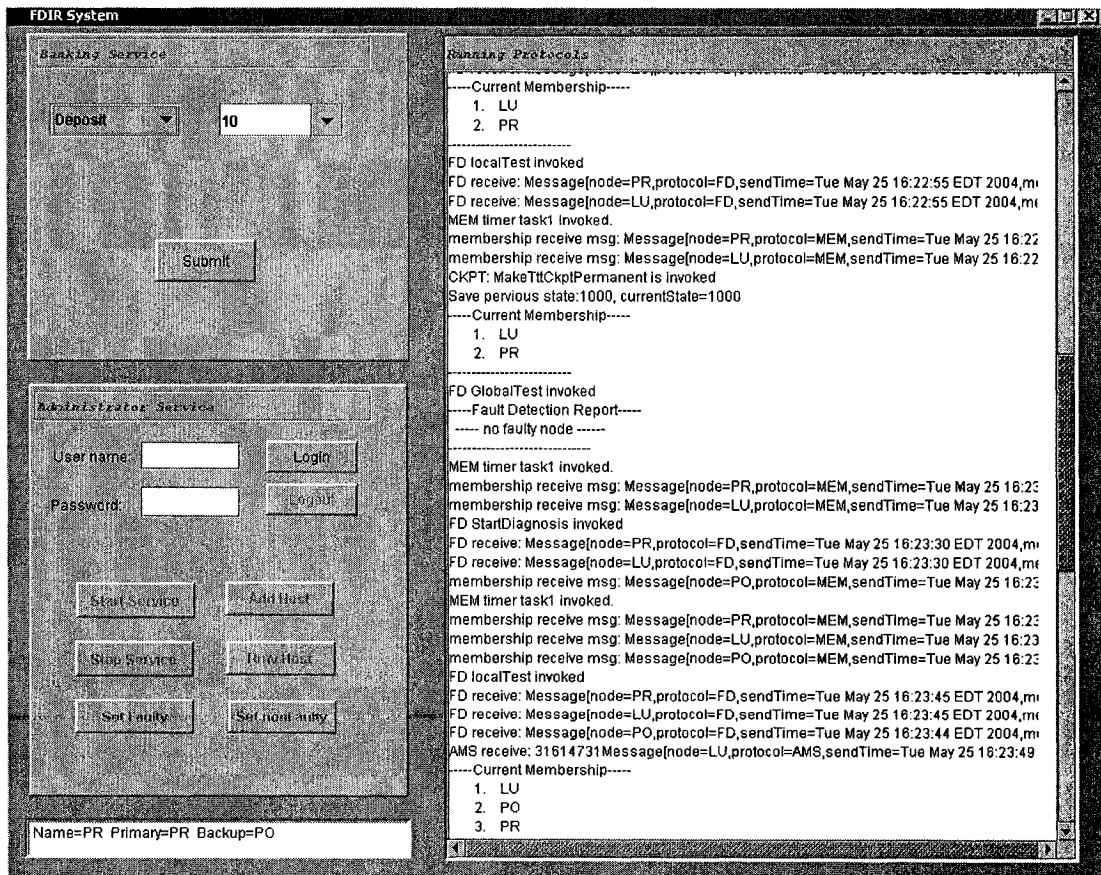 FDIR System
Banking Service
Deposit
10
Submit
Administrator Service
User name:
Login
Password:
Logout
Start Service
Add Host
Stop Service
Set Faulty
Set nonFaulty
Name=PR Primary=PR Backup=PO
Running Protocols
-----Current Membership-----
1. LU
2. PR
--------------------------
FD localTest invoked
FD receive: Message[node=PR,protocol=FD,sendTime=Tue May 25 16:22:55 EDT 2004,m
FD receive: Message[node=LU,protocol=FD,sendTime=Tue May 25 16:22:55 EDT 2004,m
MEM timer task1 invoked.
membership receive msg: Message[node=PR,protocol=MEM,sendTime=Tue May 25 16:22
membership receive msg: Message[node=LU,protocol=MEM,sendTime=Tue May 25 16:22
CKPT: MakeTttCkptPermanent is invoked
Save pervious state:1000, currentState=1000
-----Current Membership-----
1. LU
2. PR
--------------------------
FD GlobalTest invoked
-----Fault Detection Report-----
----- no faulty node ------
------------------------------
MEM timer task1 invoked.
membership receive msg: Message[node=PR,protocol=MEM,sendTime=Tue May 25 16:23
membership receive msg: Message[node=LU,protocol=MEM,sendTime=Tue May 25 16:23
FD StartDiagnosis invoked
FD receive: Message[node=PR,protocol=FD,sendTime=Tue May 25 16:23:30 EDT 2004,m
FD receive: Message[node=LU,protocol=FD,sendTime=Tue May 25 16:23:30 EDT 2004,m
membership receive msg: Message[node=PO,protocol=MEM,sendTime=Tue May 25 16:23
MEM timer task1 invoked.
membership receive msg: Message[node=PR,protocol=MEM,sendTime=Tue May 25 16:23
membership receive msg: Message[node=LU,protocol=MEM,sendTime=Tue May 25 16:23
membership receive msg: Message[node=PO,protocol=MEM,sendTime=Tue May 25 16:23
FD localTest invoked
FD receive: Message[node=PR,protocol=FD,sendTime=Tue May 25 16:23:45 EDT 2004,m
FD receive: Message[node=LU,protocol=FD,sendTime=Tue May 25 16:23:45 EDT 2004,m
FD receive: Message[node=PO,protocol=FD,sendTime=Tue May 25 16:23:44 EDT 2004,m
AMS receive: 31614731Message[node=LU,protocol=AMS,sendTime=Tue May 25 16:23:49
-----Current Membership-----
1. LU
2. PO
3. PR